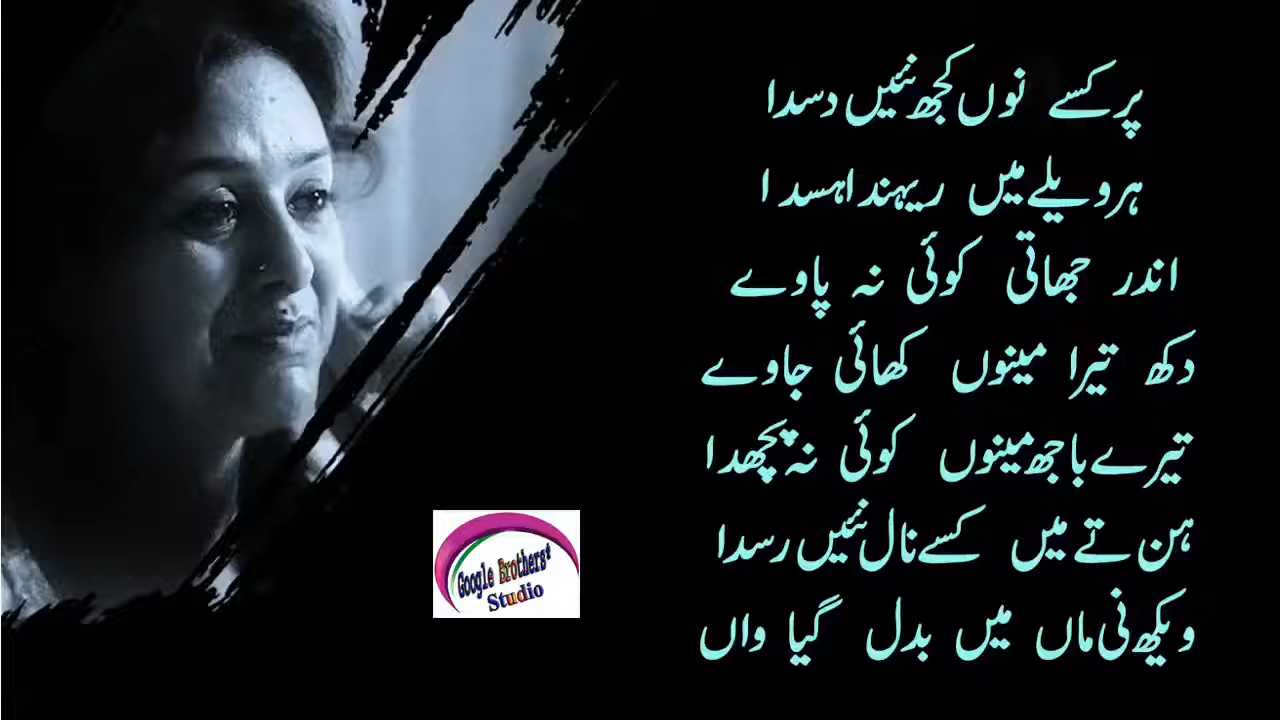 پر کسے نوں کجھ نئیں دسدا
ہر ویلے میں ریہندا ہسدا
اندر جھاتی کوئی نہ پاوے
دکھ تیرا مینوں کھائی جاوے
تیرے باجھ مینوں کوئی نہ پچھدا
ہن تے میں کسے نال نئیں رسدا
ویکھ نی ماں میں بدل گیا واں
Google Brothers'
Studio